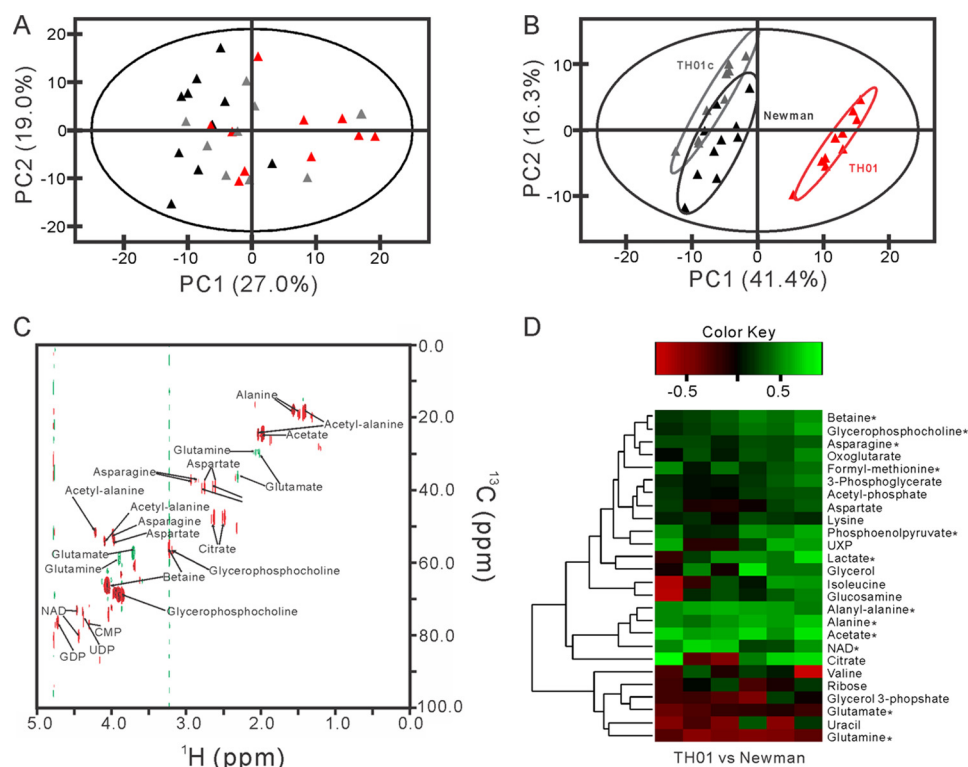 A
20
10
0
-10
-20
PC2 (19.0%)
-20 -10 0 10 20
PC1 (27.0%)
B
10
0
-10
PC2 (16.3%)
TH01c
Newman
TH01
-20 -10 0 10 20
PC1 (41.4%)
C
Alanine
Acetyl-alanine
Acetate
Glutamine
Aspartate
Asparagine
Glutamate
Acetyl-alanine
Acetyl-alanine
Asparagine
Aspartate
Citrate
Glutamate
Glutamine
Glycerophosphocholine
Betaine
Glycerophosphocholine
NAD
CMP
UDP
GDP
0.0
20.0
40.0
60.0
80.0
100.0
13C (ppm)
5.0 4.0 3.0 2.0 1.0 0.0
1H (ppm)
D
Color Key
-0.5 0.5
Betaine*
Glycerophosphocholine*
Asparagine*
Oxoglutarate
Formyl-methionine*
3-Phosphoglycerate
Acetyl-phosphate
Aspartate
Lysine
Phosphoenolpyruvate*
UXP
Lactate*
Glycerol
Isoleucine
Glucosamine
Alanyl-alanine*
Alanine*
Acetate*
NAD*
Citrate
Valine
Ribose
Glycerol 3-phopshate
Glutamate*
Uracil
Glutamine*
TH01 vs Newman